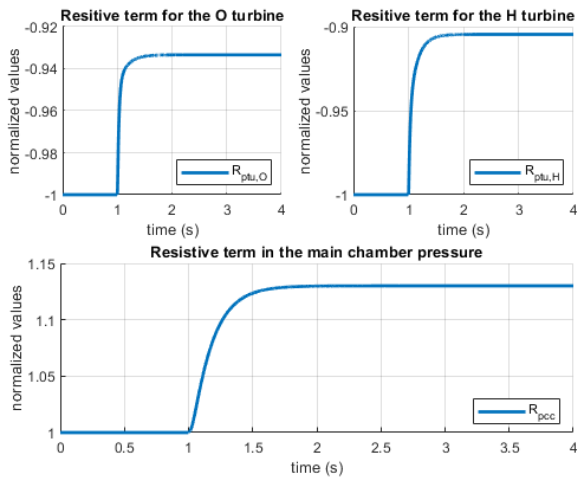 Resitive term for the O turbine
normalized values
-0.92
-0.94
-0.96
-0.98
-1
0 1 2 3 4
time (s)
R_ptu,O
Resitive term for the H turbine
normalized values
-0.9
-0.95
-1
0 1 2 3 4
time (s)
R_ptu,H
Resistive term in the main chamber pressure
normalized values
1.15
1.1
1.05
1
0 0.5 1 1.5 2 2.5 3 3.5 4
time (s)
R_pcc